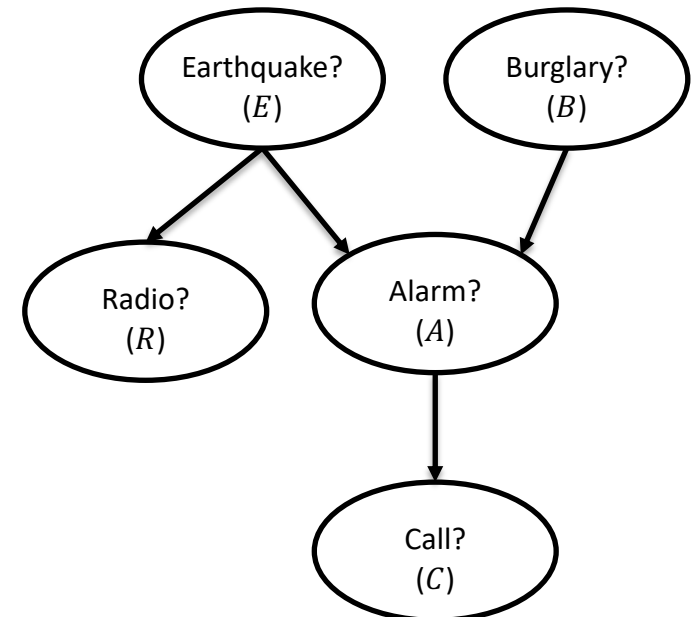 Earthquake?
(E)
Burglary?
(B)
Radio?
(R)
Alarm?
(A)
Call?
(C)